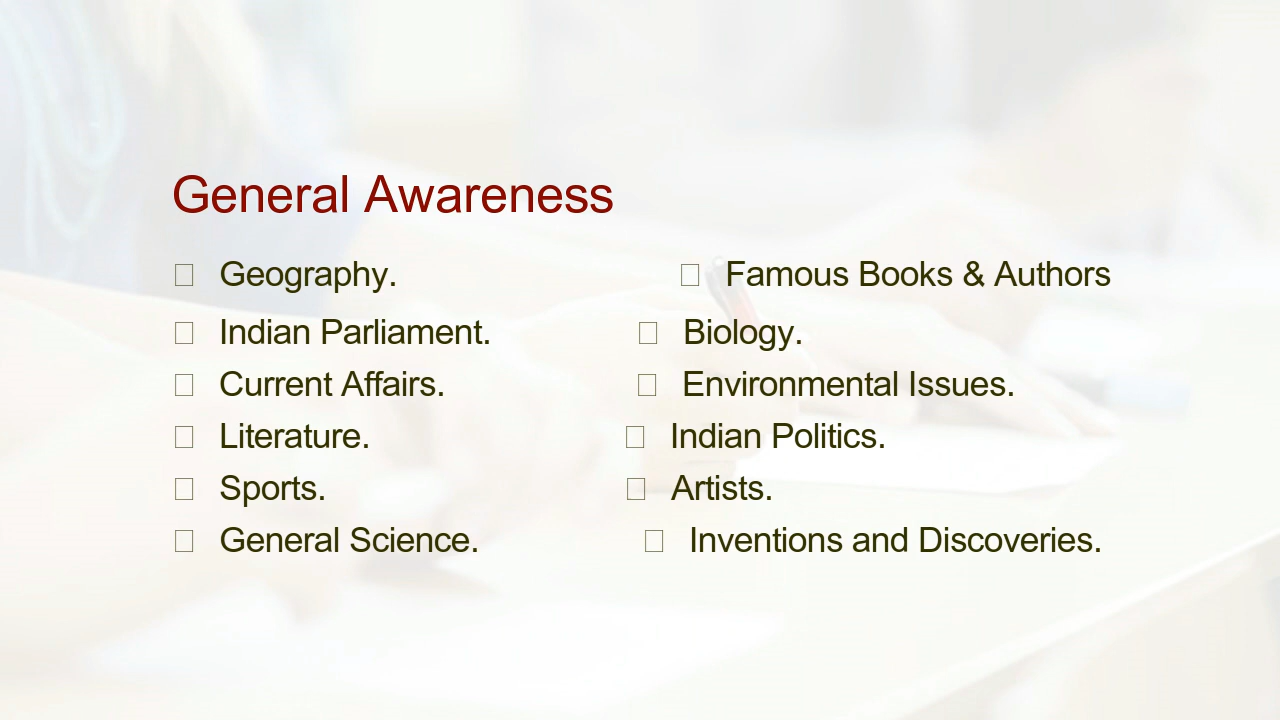 General Awareness
Geography. Famous Books & Authors
Indian Parliament. Biology.
Current Affairs. Environmental Issues.
Literature. Indian Politics.
Sports. Artists.
General Science. Inventions and Discoveries.